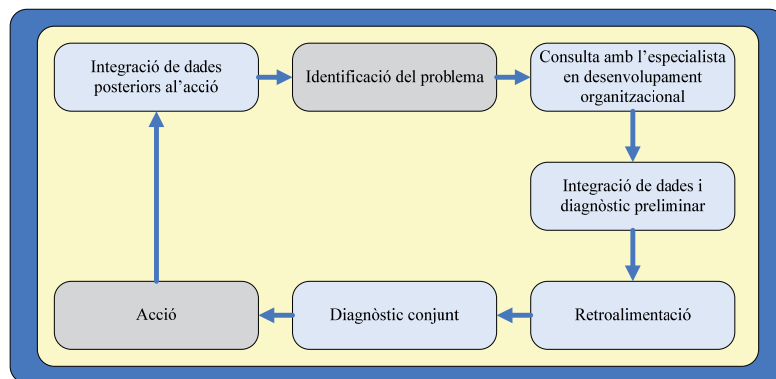 Integració de dades
posteriors al’acció
Identificació del problema
Consulta amb l’especialista
en desenvolupament
organitzacional
Integració de dades i
diagnòstic preliminar
Retroalimentació
Diagnòstic conjunt
Acció